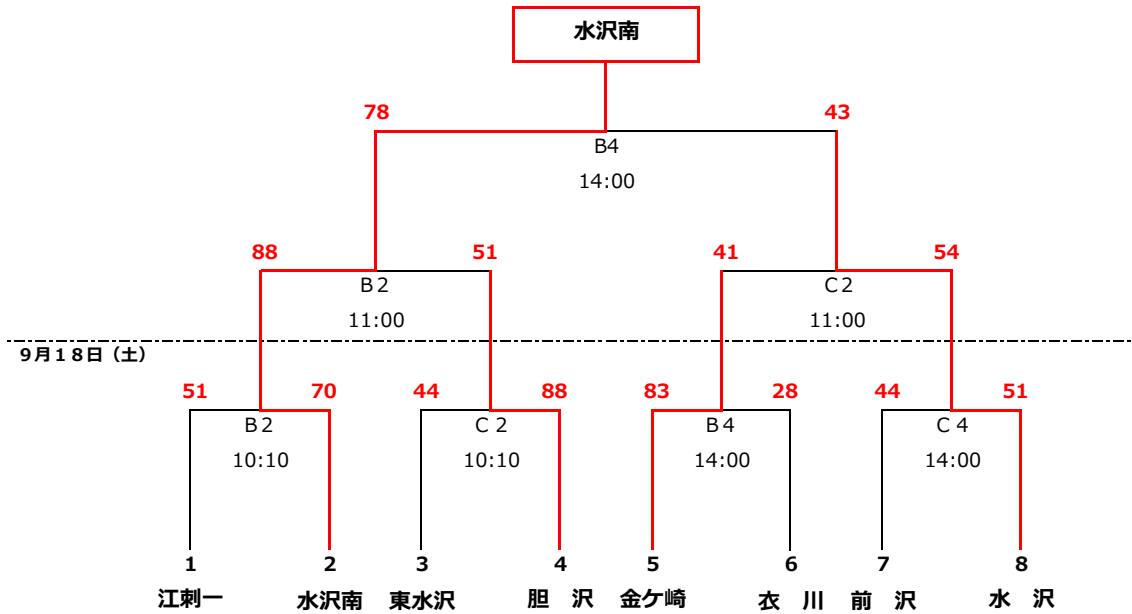 水沢南
78 43
B4
14:00
88 51 41 54
B2 C2
11:00 11:00
9月18日（土）
51 70 44 88 83 28 44 51
B2 C2 B4 C4
10:10 10:10 14:00 14:00
1 2 3 4 5 6 7 8
江刺一 水沢南 東水沢 胆　沢 金ケ崎 衣　川 前　沢 水　沢